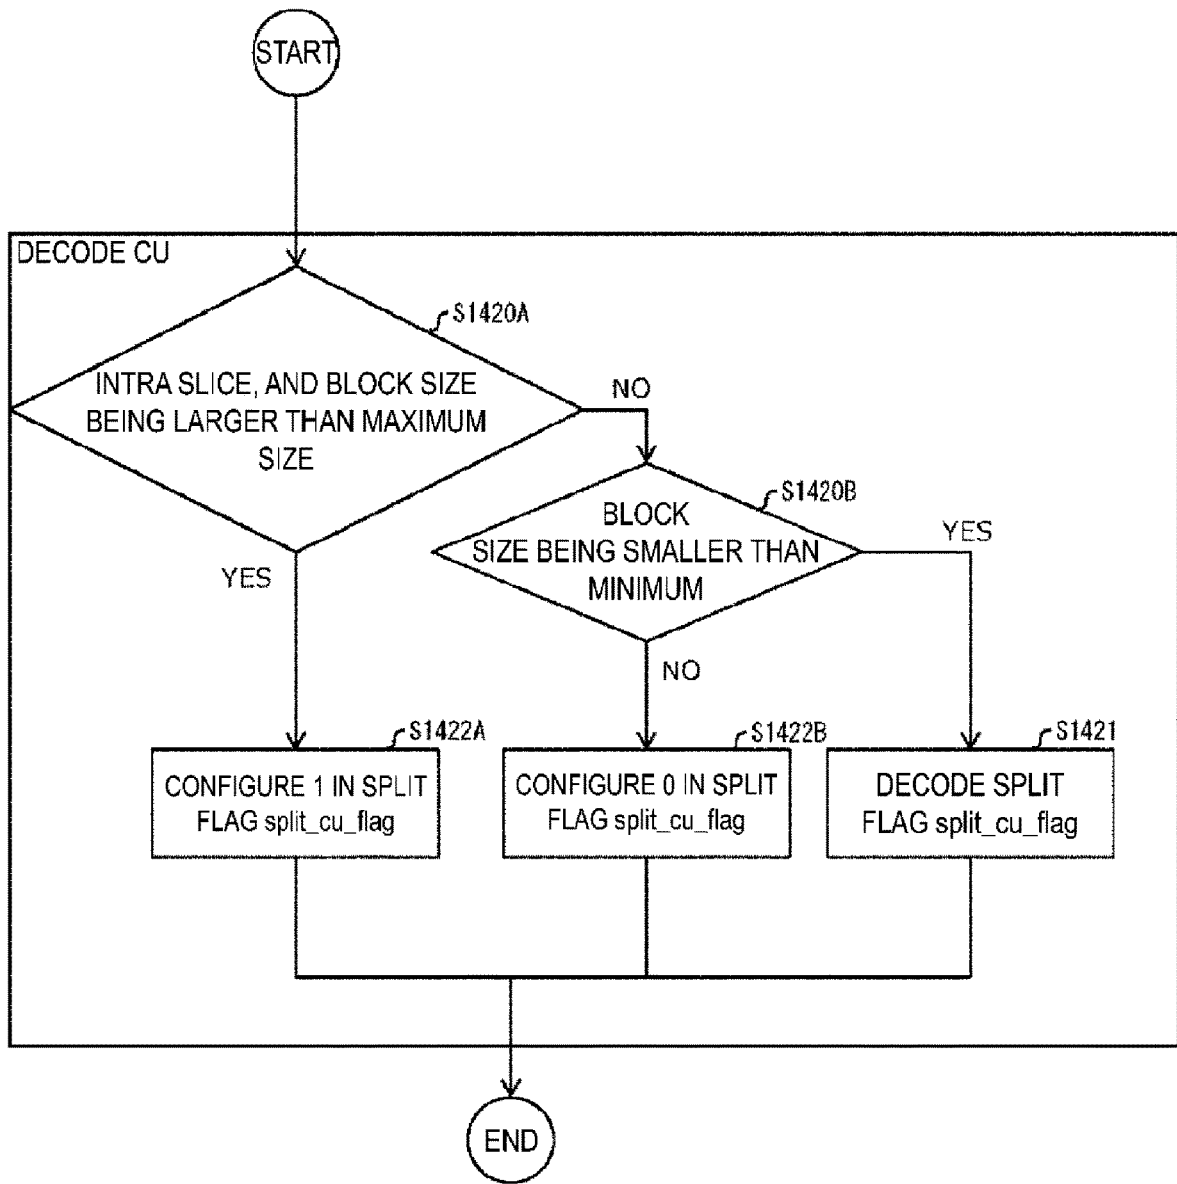 START
DECODE CU
S1420A
INTRA SLICE, AND BLOCK SIZE
BEING LARGER THAN MAXIMUM
SIZE
NO
S1420B
BLOCK
SIZE BEING SMALLER THAN
MINIMUM
YES
YES
NO
S1422A
CONFIGURE 1 IN SPLIT
FLAG split_cu_flag
S1422B
CONFIGURE 0 IN SPLIT
FLAG split_cu_flag
S1421
DECODE SPLIT
FLAG split_cu_flag
END